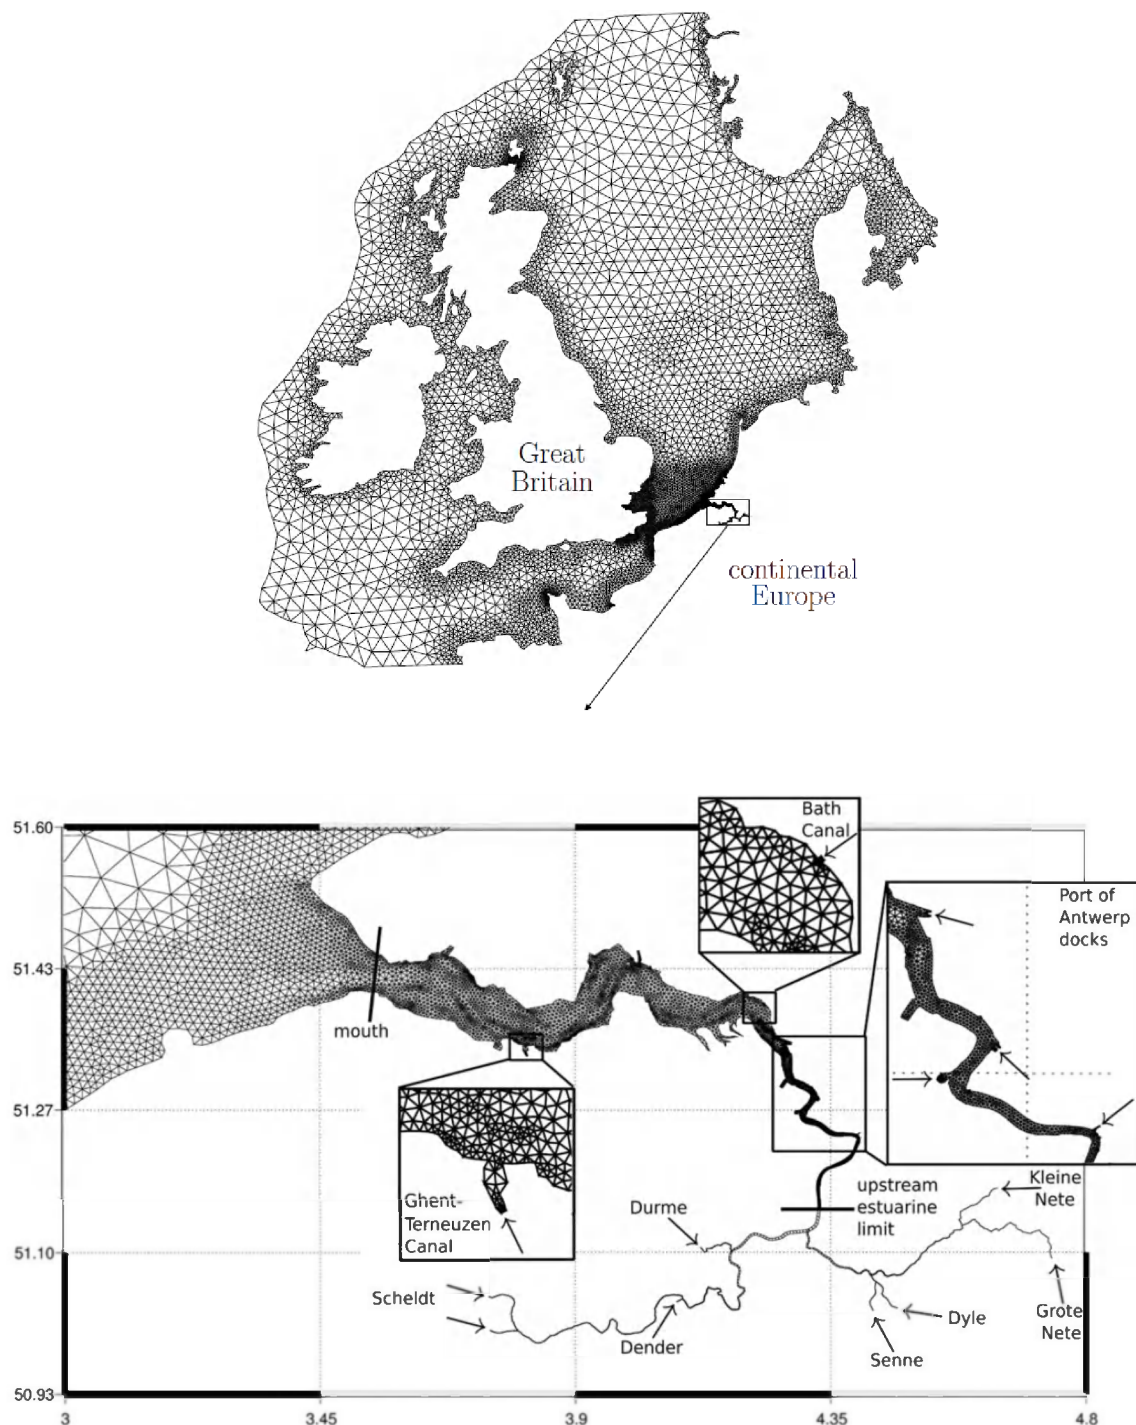 Great
Britain
continental
Europe
Bath
Canal
Port of
Antwerp
docks
mouth
Ghent-
Terneuzen
Canal
upstream
estuarine
limit
Kleine
Nete
Durme
Scheldt
Dender
Dyle
Senne
Grote
Nete
51.60
51.43
51.27
51.10
50.93
3
3.45
3.9
4.35
4.8